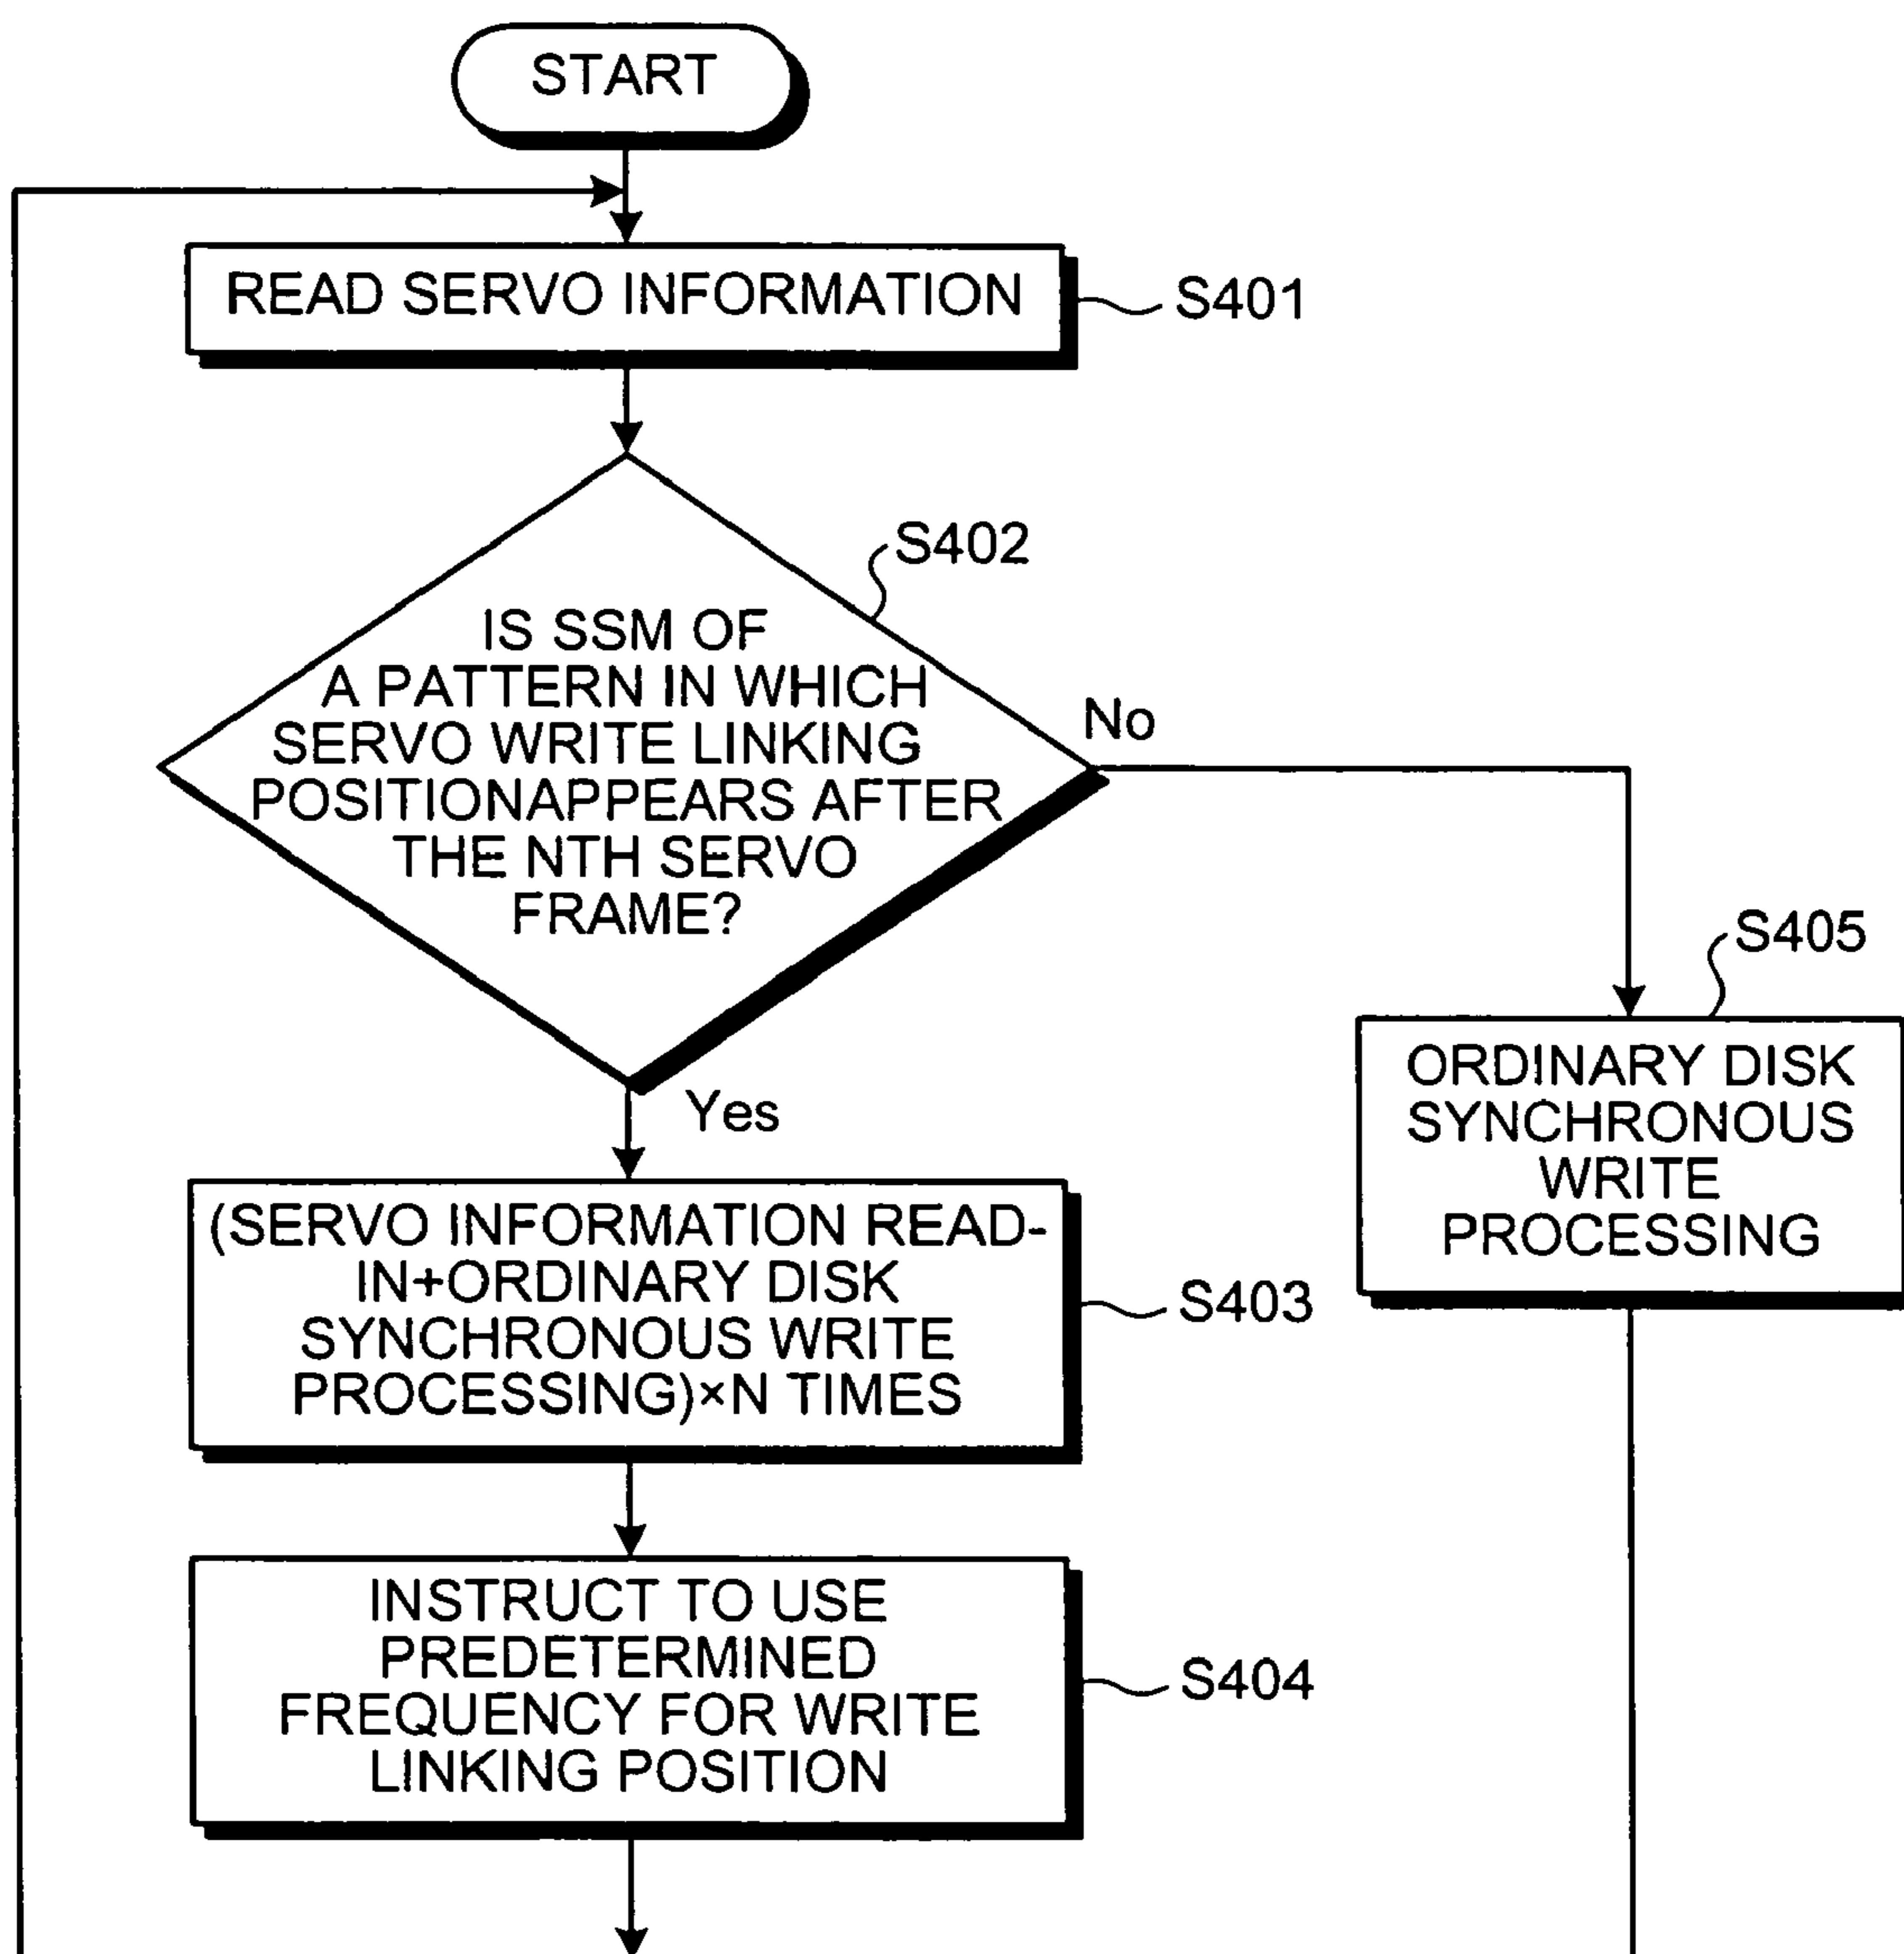 START
READ SERVO INFORMATION
S401
S402
IS SSM OF
A PATTERN IN WHICH
SERVO WRITE LINKING
POSITIONAPPEARS AFTER
THE NTH SERVO
FRAME?
No
Yes
S405
ORDINARY DISK
SYNCHRONOUS
WRITE
PROCESSING
(SERVO INFORMATION READ-
IN+ORDINARY DISK
SYNCHRONOUS WRITE
PROCESSING)×N TIMES
S403
INSTRUCT TO USE
PREDETERMINED
FREQUENCY FOR WRITE
LINKING POSITION
S404